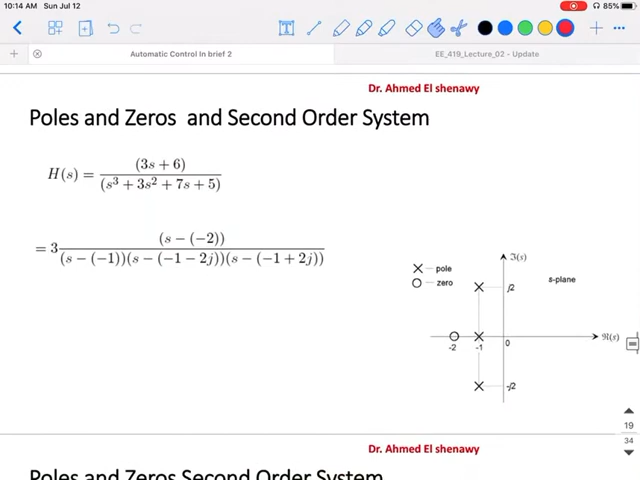 10:14 AM Sun Jul 12
85%
Automatic Control In brief 2
EE_419_Lecture_02 - Update
Dr. Ahmed El shenawy
Poles and Zeros and Second Order System
H(s) = (3s + 6) / (s³ + 3s² + 7s + 5)
= 3 (s − (−2)) / (s − (−1))(s − (−1 − 2j))(s − (−1 + 2j))
ℑ(s)
pole
zero
s-plane
j2
ℜ(s)
-2 -1 0
-j2
19
34
Dr. Ahmed El shenawy
Poles and Zeros Second Order System